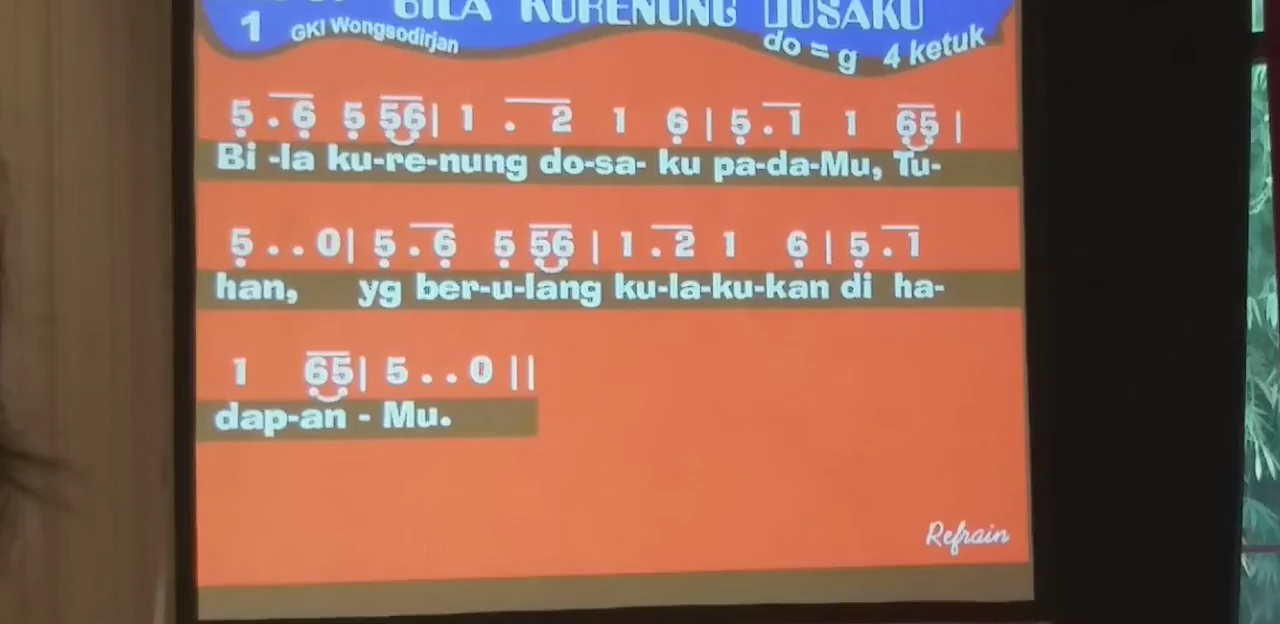 BILA KURENUNG DOSAKU
1 GKI Wongsodirjan do = g 4 ketuk
5 . 6 5 56 | 1 . 2 1 6 | 5 . 1 1 65 |
Bi -la ku-re-nung do-sa- ku pa-da-Mu, Tu-
5 . . 0 | 5 . 6 5 56 | 1 . 2 1 6 | 5 . 1
han, yg ber-u-lang ku-la-ku-kan di ha-
1 65 | 5 . . 0 ||
dap-an - Mu.
Refrain